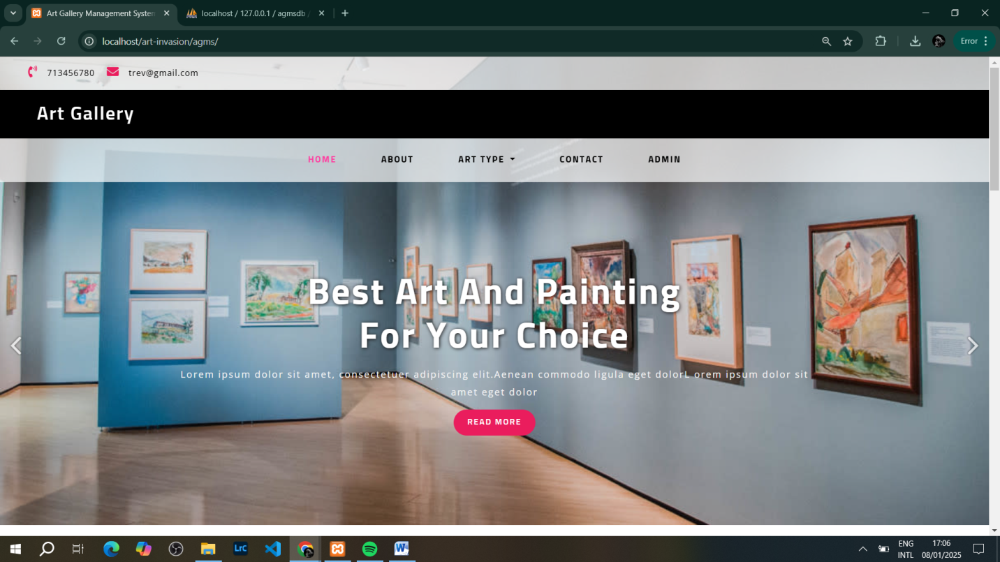 Art Gallery Management System
localhost / 127.0.0.1 / agmsdb /
localhost/art-invasion/agms/
Error
713456780 trev@gmail.com
Art Gallery
HOME ABOUT ART TYPE CONTACT ADMIN
Best Art And Painting
For Your Choice
Lorem ipsum dolor sit amet, consectetuer adipiscing elit.Aenean commodo ligula eget dolorL orem ipsum dolor sit
amet eget dolor
READ MORE
LrC
W
ENG
INTL
17:06
08/01/2025